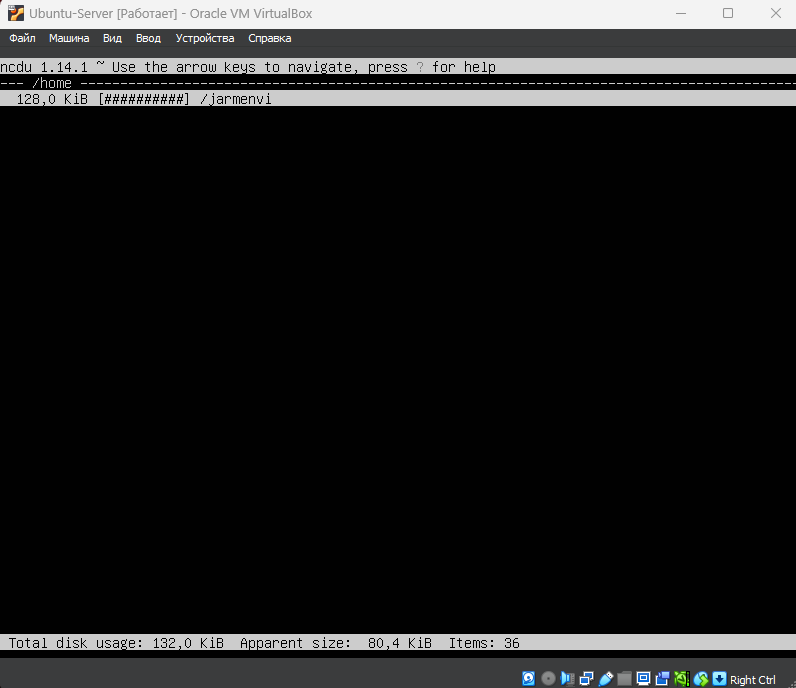 Ubuntu-Server [Работает] - Oracle VM VirtualBox
Файл Машина Вид Ввод Устройства Справка
ncdu 1.14.1 ~ Use the arrow keys to navigate, press ? for help
--- /home ---
128,0 KiB [##########] /jarmenvi
Total disk usage: 132,0 KiB Apparent size: 80,4 KiB Items: 36
Right Ctrl